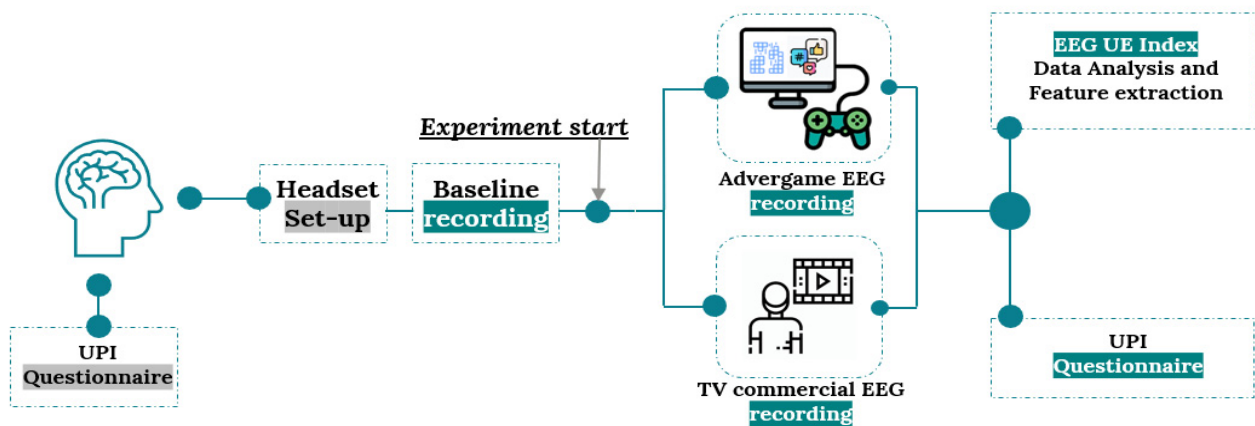 UPI
Questionnaire
Headset
Set-up
Baseline
recording
Experiment start
#
Advergame EEG
recording
TV commercial EEG
recording
EEG UE Index
Data Analysis and
Feature extraction
UPI
Questionnaire